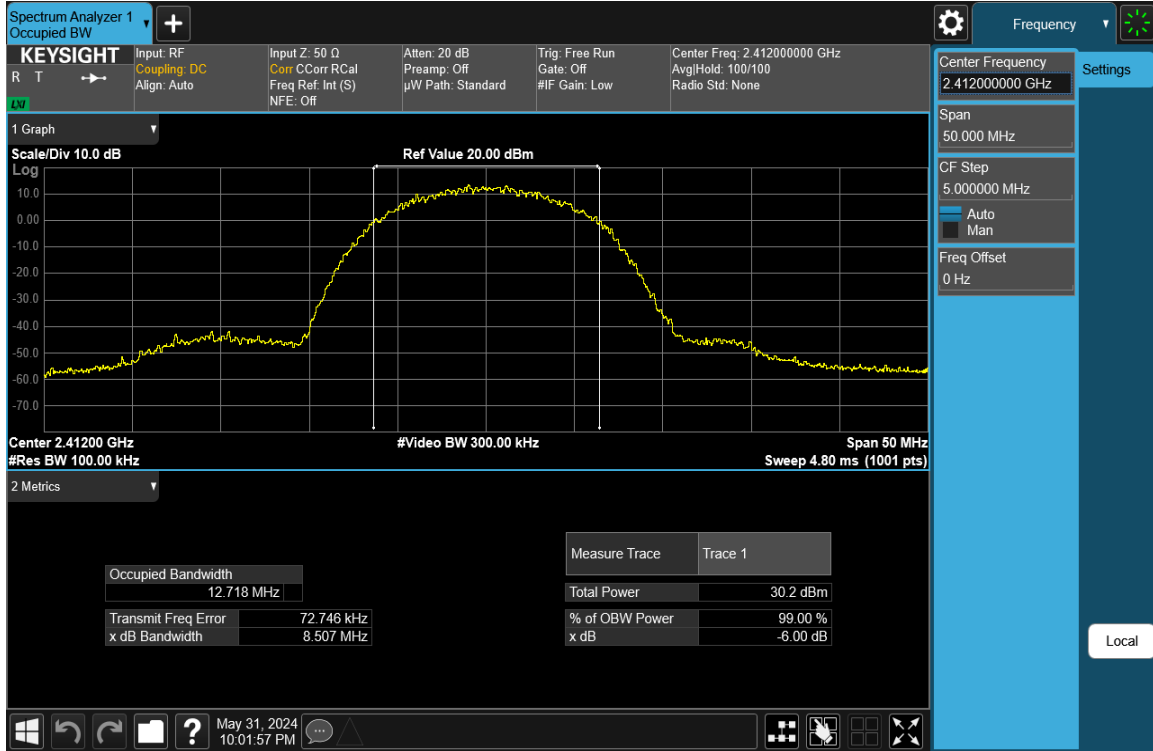 Spectrum Analyzer 1
Occupied BW
+
Frequency
KEYSIGHT
R T
LXI
Input: RF
Coupling: DC
Align: Auto
Input Z: 50 Ω
Corr CCorr RCal
Freq Ref: Int (S)
NFE: Off
Atten: 20 dB
Preamp: Off
µW Path: Standard
Trig: Free Run
Gate: Off
#IF Gain: Low
Center Freq: 2.412000000 GHz
Avg|Hold: 100/100
Radio Std: None
Center Frequency
2.412000000 GHz
Settings
Span
50.000 MHz
CF Step
5.000000 MHz
Auto
Man
Freq Offset
0 Hz
Local
1 Graph
Scale/Div 10.0 dB
Ref Value 20.00 dBm
Log
10.0
0.00
-10.0
-20.0
-30.0
-40.0
-50.0
-60.0
-70.0
Center 2.41200 GHz
#Video BW 300.00 kHz
Span 50 MHz
#Res BW 100.00 kHz
Sweep 4.80 ms (1001 pts)
2 Metrics
Occupied Bandwidth
12.718 MHz
Transmit Freq Error 72.746 kHz
x dB Bandwidth 8.507 MHz
Measure Trace Trace 1
Total Power 30.2 dBm
% of OBW Power 99.00 %
x dB -6.00 dB
?
May 31, 2024
10:01:57 PM